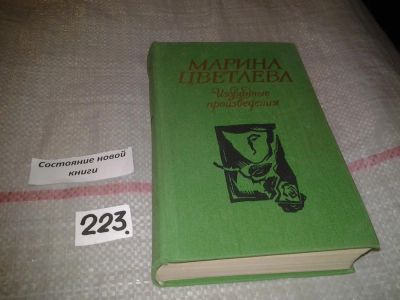 МАРИНА
ЦВЕТАЕВА
Избранные
произведения
Состояние новой
книги
223.